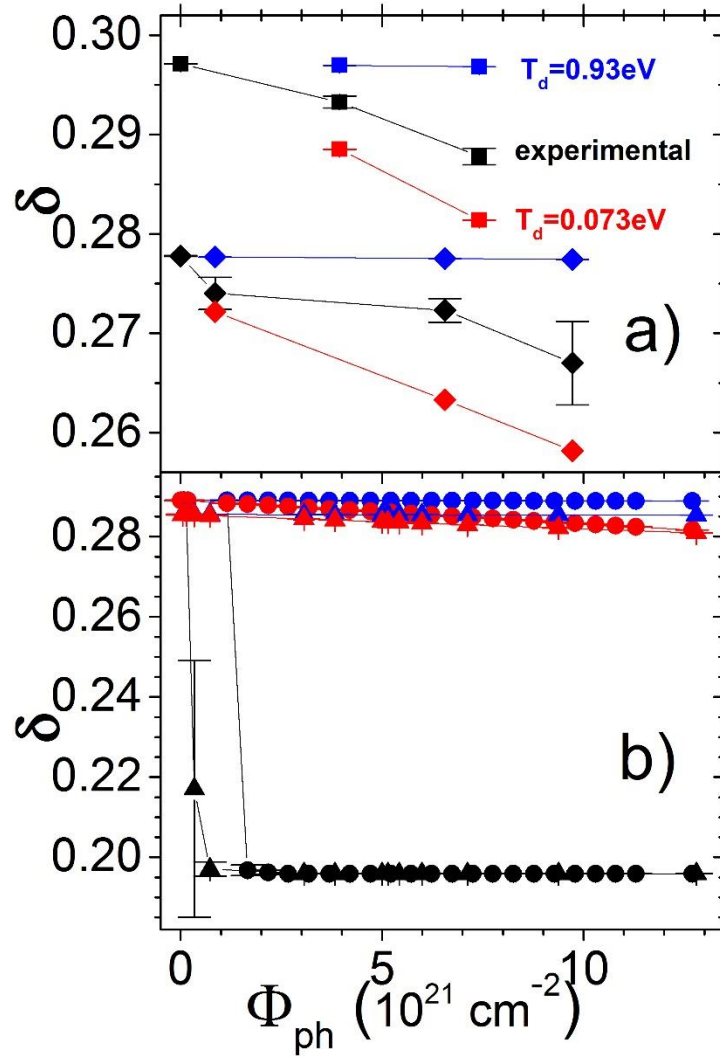 0.30
T_d=0.93eV
0.29
experimental
δ
0.28
T_d=0.073eV
0.27
a)
0.26
0.28
0.26
δ
0.24
b)
0.22
0.20
0 5 10
Φ_ph (10^21 cm^-2)